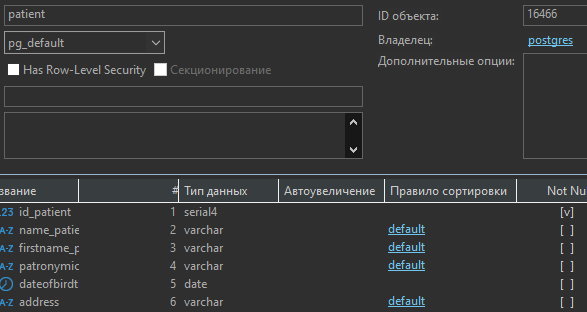 patient
ID объекта: 16466
pg_default
Владелец: postgres
Дополнительные опции:
Has Row-Level Security Секционирование
звание # Тип данных Автоувеличение Правило сортировки Not Nu
123 id_patient 1 serial4 [v]
A-Z name_patie 2 varchar default [ ]
A-Z firstname_p 3 varchar default [ ]
A-Z patronymic 4 varchar default [ ]
dateofbirdt 5 date [ ]
A-Z address 6 varchar default [ ]